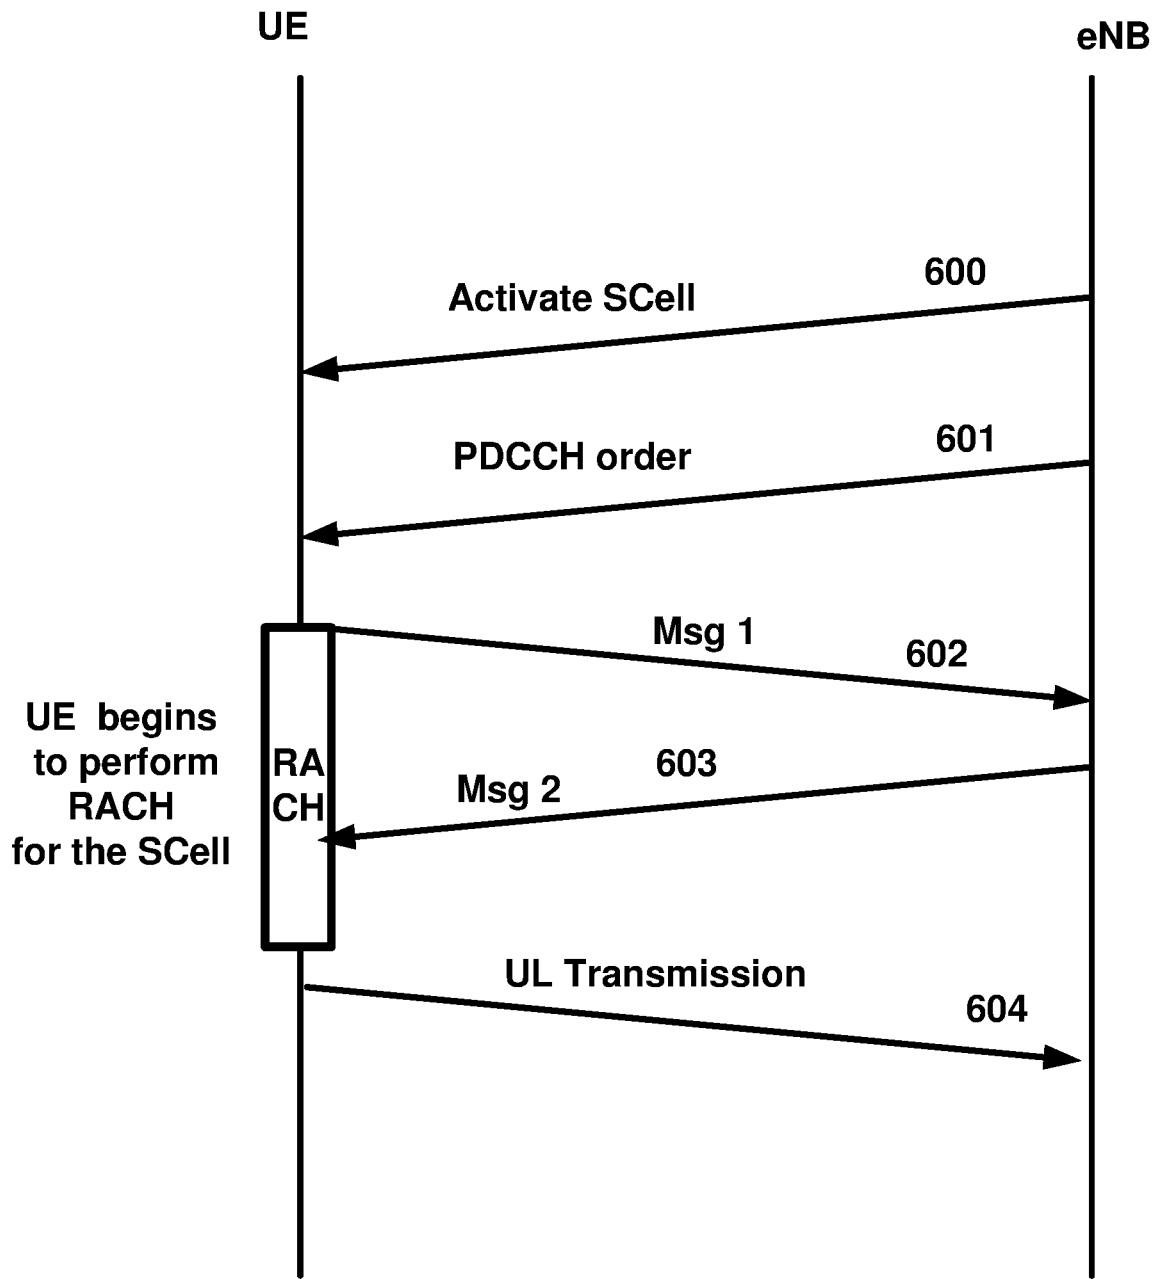 UE
eNB
600
Activate SCell
601
PDCCH order
Msg 1
602
UE begins
to perform
RACH
for the SCell
RA
CH
603
Msg 2
UL Transmission
604